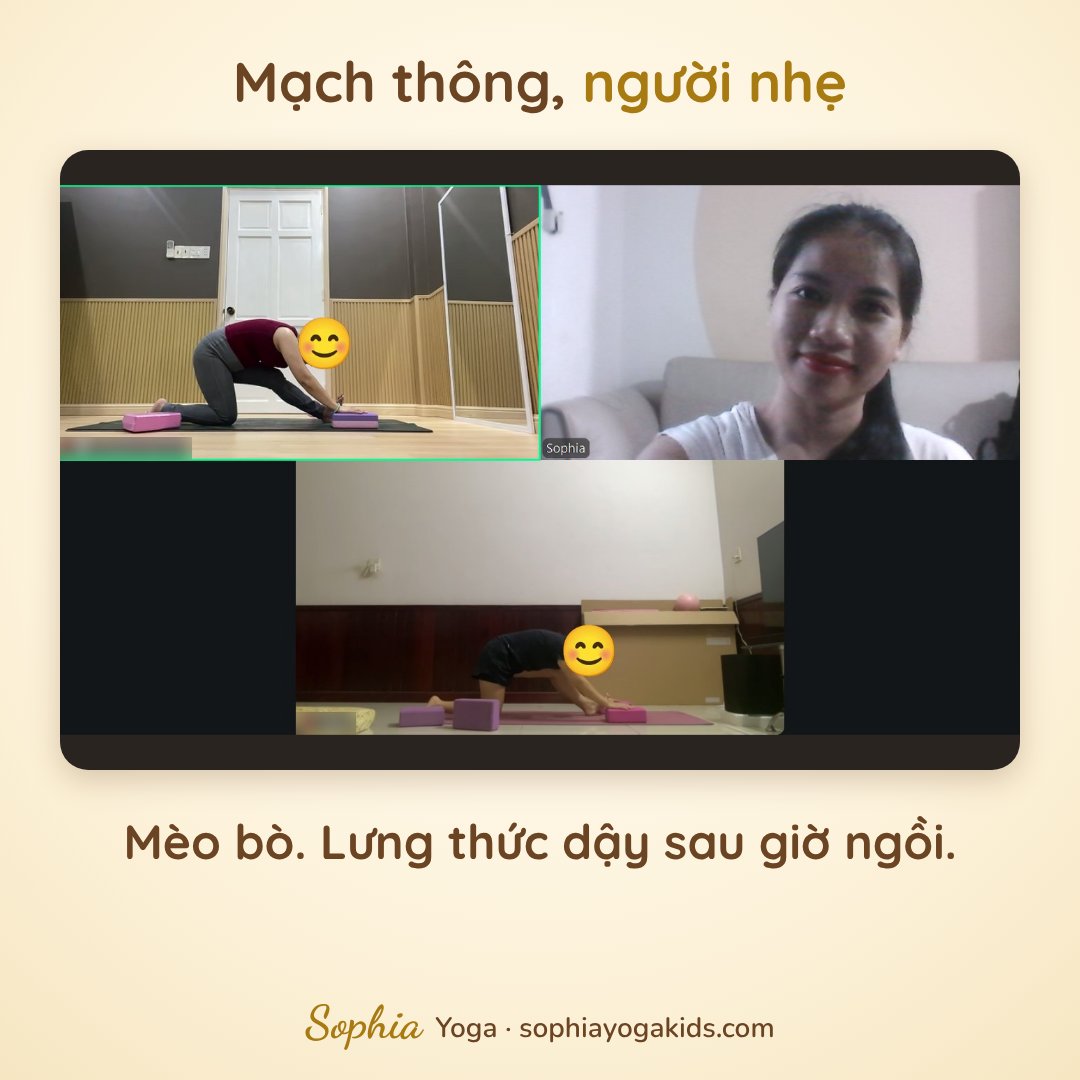 Mạch thông, người nhẹ
Sophia
Mèo bò. Lưng thức dậy sau giờ ngồi.
Sophia Yoga · sophiayogakids.com